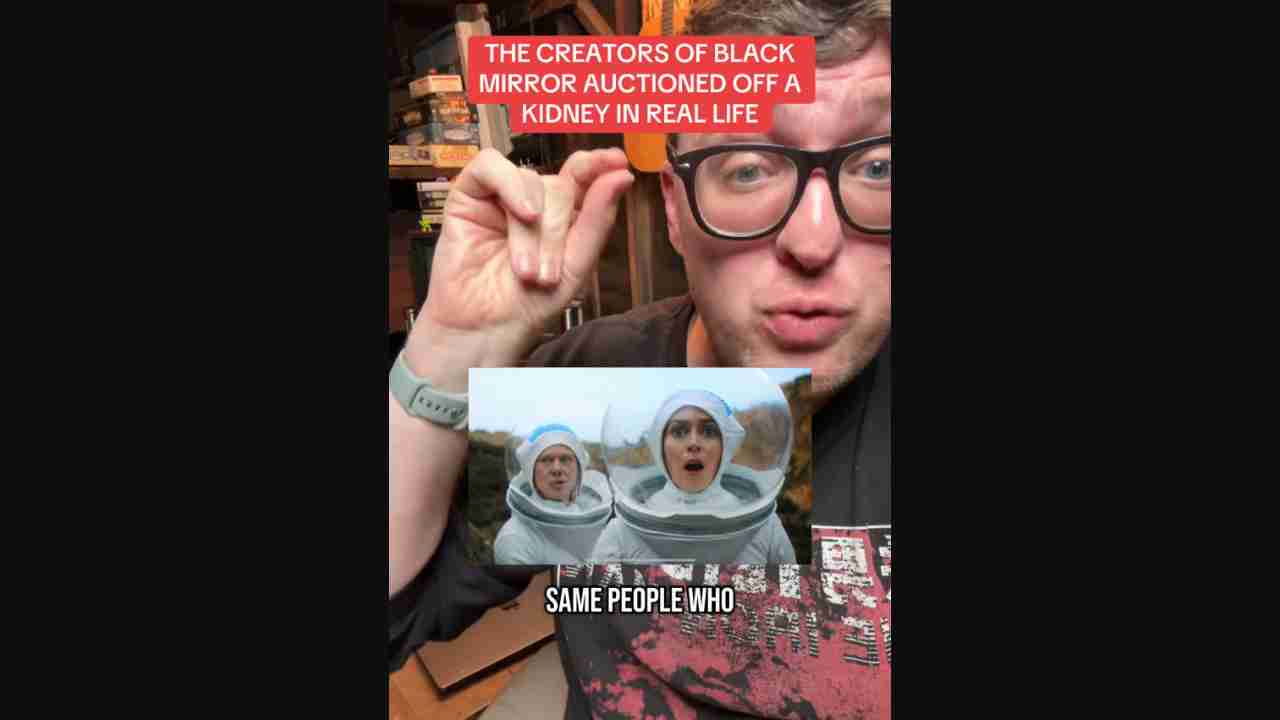 THE CREATORS OF BLACK
MIRROR AUCTIONED OFF A
KIDNEY IN REAL LIFE
SAME PEOPLE WHO